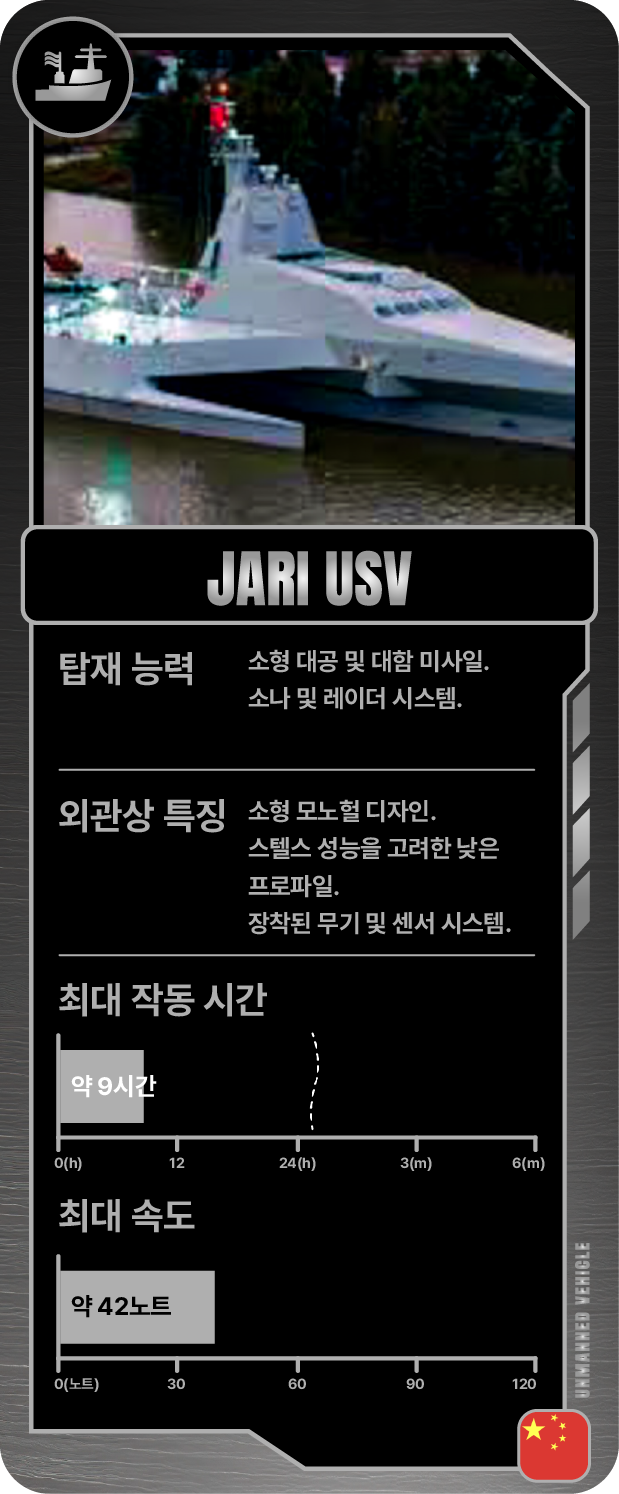 JARI USV
탑재 능력
소형 대공 및 대함 미사일.
소나 및 레이더 시스템.
외관상 특징
소형 모노헐 디자인.
스텔스 성능을 고려한 낮은
프로파일.
장착된 무기 및 센서 시스템.
최대 작동 시간
약 9시간
0(h) 12 24(h) 3(m) 6(m)
최대 속도
약 42노트
0(노트) 30 60 90 120
UNMANNED VEHICLE